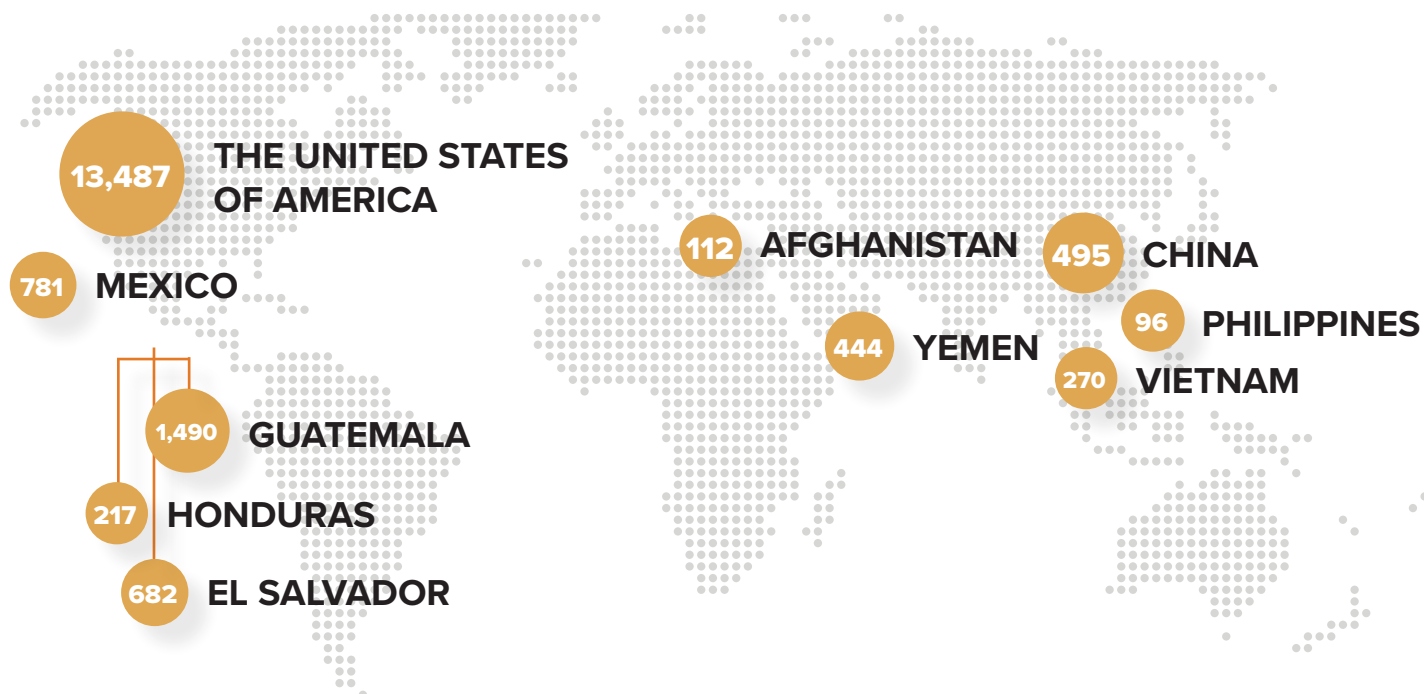 13,487
THE UNITED STATES
OF AMERICA
781 MEXICO
112 AFGHANISTAN
495 CHINA
96 PHILIPPINES
444 YEMEN
270 VIETNAM
1,490 GUATEMALA
217 HONDURAS
682 EL SALVADOR